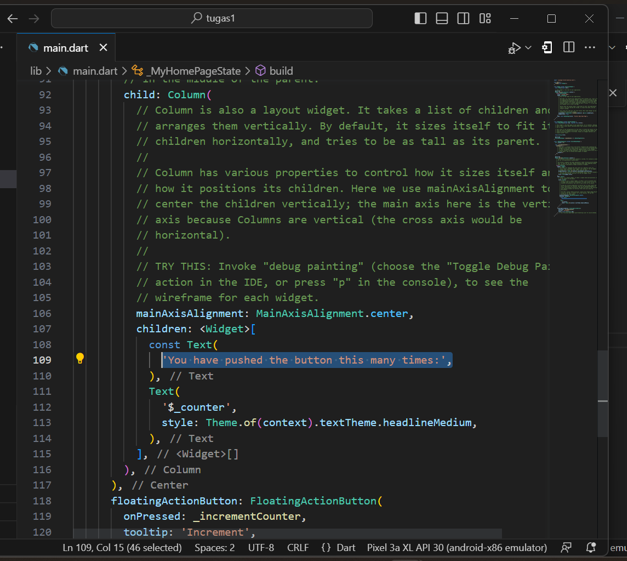 tugas1
main.dart
lib > main.dart > _MyHomePageState > build
// in the middle of the parent.
92 child: Column(
93 // Column is also a layout widget. It takes a list of children and
94 // arranges them vertically. By default, it sizes itself to fit i
95 // children horizontally, and tries to be as tall as its parent.
96 //
97 // Column has various properties to control how it sizes itself a
98 // how it positions its children. Here we use mainAxisAlignment to
99 // center the children vertically; the main axis here is the verti
100 // axis because Columns are vertical (the cross axis would be
101 // horizontal).
102 //
103 // TRY THIS: Invoke "debug painting" (choose the "Toggle Debug Pai
104 // action in the IDE, or press "p" in the console), to see the
105 // wireframe for each widget.
106 mainAxisAlignment: MainAxisAlignment.center,
107 children: <Widget>[
108 const Text(
109 'You have pushed the button this many times:',
110 ), // Text
111 Text(
112 '$_counter',
113 style: Theme.of(context).textTheme.headlineMedium,
114 ), // Text
115 ], // <Widget>[]
116 ), // Column
117 ), // Center
118 floatingActionButton: FloatingActionButton(
119 onPressed: _incrementCounter,
120 tooltip: 'Increment',
Ln 109, Col 15 (46 selected) Spaces: 2 UTF-8 CRLF {} Dart Pixel 3a XL API 30 (android-x86 emulator) emu